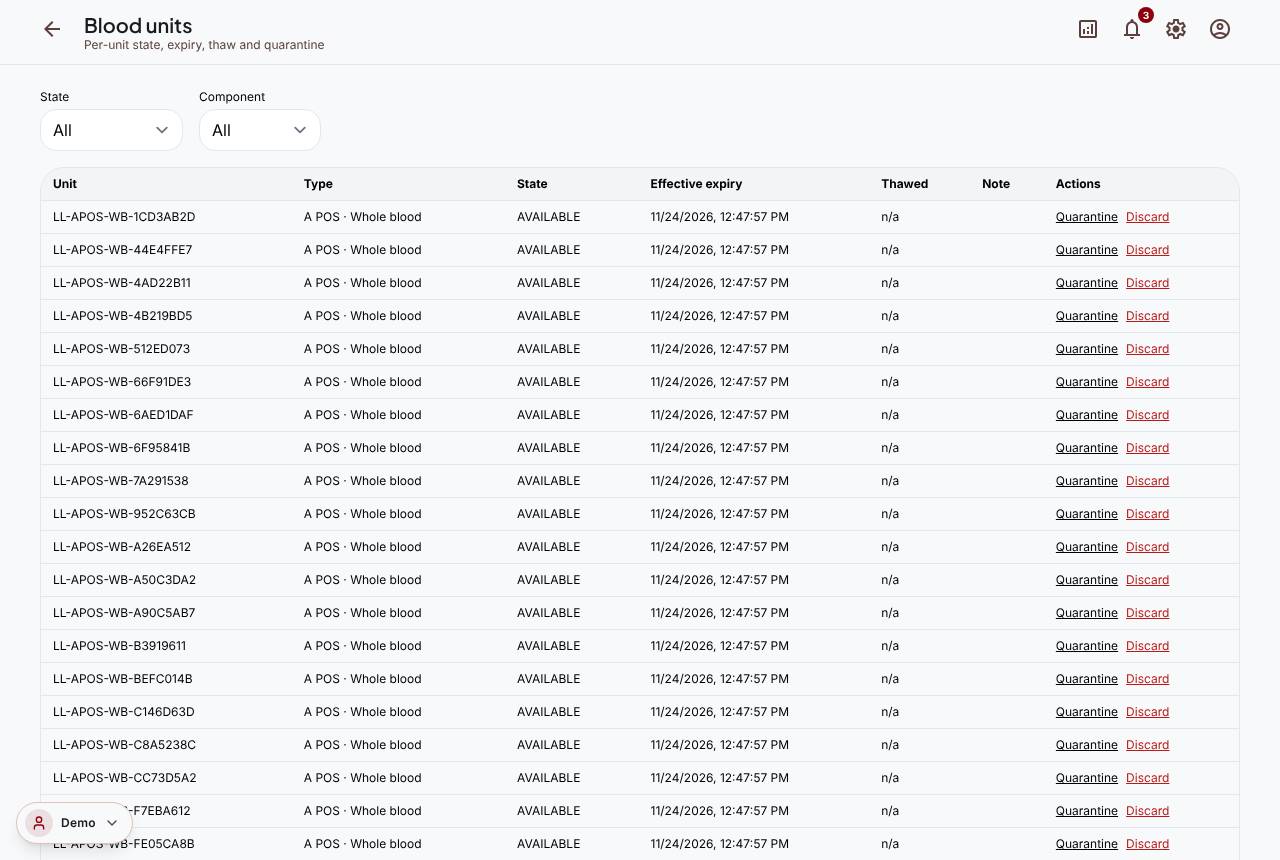 Blood units
Per-unit state, expiry, thaw and quarantine
3
State
Component
All
All
Unit Type State Effective expiry Thawed Note Actions
LL-APOS-WB-1CD3AB2D A POS · Whole blood AVAILABLE 11/24/2026, 12:47:57 PM n/a Quarantine Discard
LL-APOS-WB-44E4FFE7 A POS · Whole blood AVAILABLE 11/24/2026, 12:47:57 PM n/a Quarantine Discard
LL-APOS-WB-4AD22B11 A POS · Whole blood AVAILABLE 11/24/2026, 12:47:57 PM n/a Quarantine Discard
LL-APOS-WB-4B219BD5 A POS · Whole blood AVAILABLE 11/24/2026, 12:47:57 PM n/a Quarantine Discard
LL-APOS-WB-512ED073 A POS · Whole blood AVAILABLE 11/24/2026, 12:47:57 PM n/a Quarantine Discard
LL-APOS-WB-66F91DE3 A POS · Whole blood AVAILABLE 11/24/2026, 12:47:57 PM n/a Quarantine Discard
LL-APOS-WB-6AED1DAF A POS · Whole blood AVAILABLE 11/24/2026, 12:47:57 PM n/a Quarantine Discard
LL-APOS-WB-6F95841B A POS · Whole blood AVAILABLE 11/24/2026, 12:47:57 PM n/a Quarantine Discard
LL-APOS-WB-7A291538 A POS · Whole blood AVAILABLE 11/24/2026, 12:47:57 PM n/a Quarantine Discard
LL-APOS-WB-952C63CB A POS · Whole blood AVAILABLE 11/24/2026, 12:47:57 PM n/a Quarantine Discard
LL-APOS-WB-A26EA512 A POS · Whole blood AVAILABLE 11/24/2026, 12:47:57 PM n/a Quarantine Discard
LL-APOS-WB-A50C3DA2 A POS · Whole blood AVAILABLE 11/24/2026, 12:47:57 PM n/a Quarantine Discard
LL-APOS-WB-A90C5AB7 A POS · Whole blood AVAILABLE 11/24/2026, 12:47:57 PM n/a Quarantine Discard
LL-APOS-WB-B3919611 A POS · Whole blood AVAILABLE 11/24/2026, 12:47:57 PM n/a Quarantine Discard
LL-APOS-WB-BEFC014B A POS · Whole blood AVAILABLE 11/24/2026, 12:47:57 PM n/a Quarantine Discard
LL-APOS-WB-C146D63D A POS · Whole blood AVAILABLE 11/24/2026, 12:47:57 PM n/a Quarantine Discard
LL-APOS-WB-C8A5238C A POS · Whole blood AVAILABLE 11/24/2026, 12:47:57 PM n/a Quarantine Discard
LL-APOS-WB-CC73D5A2 A POS · Whole blood AVAILABLE 11/24/2026, 12:47:57 PM n/a Quarantine Discard
-F7EBA612 A POS · Whole blood AVAILABLE 11/24/2026, 12:47:57 PM n/a Quarantine Discard
Demo
LL-APOS-WB-FE05CA8B A POS · Whole blood AVAILABLE 11/24/2026, 12:47:57 PM n/a Quarantine Discard